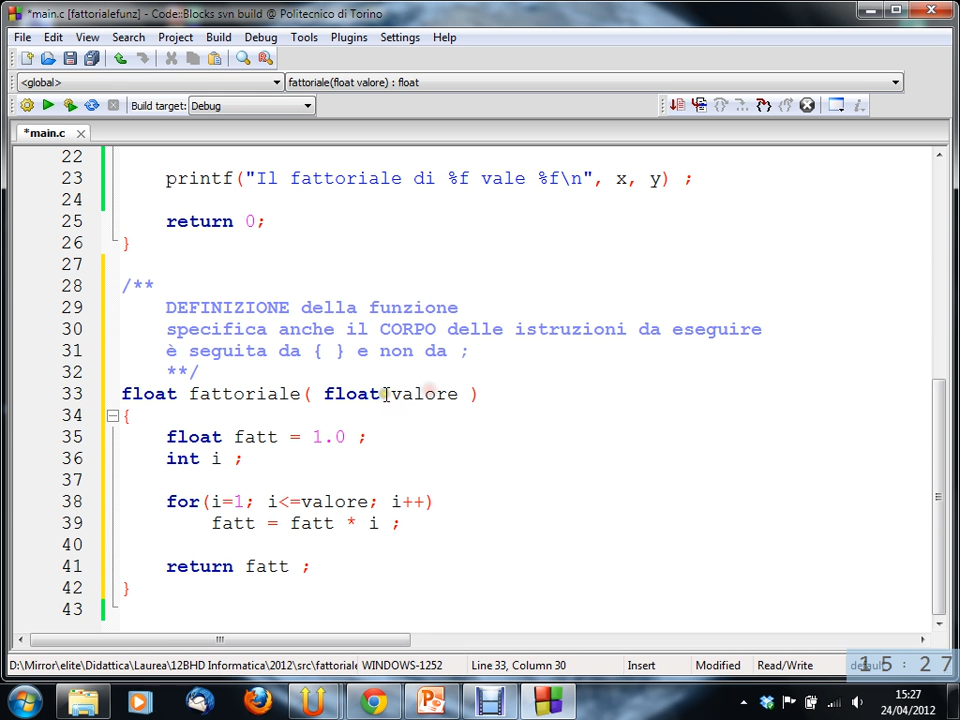 *main.c [fattorialefunz] - Code::Blocks svn build @ Politecnico di Torino
File Edit View Search Project Build Debug Tools Plugins Settings Help
<global> fattoriale(float valore) : float
Build target: Debug
*main.c
22
23 printf("Il fattoriale di %f vale %f\n", x, y) ;
24
25 return 0;
26 }
27
28 /**
29 DEFINIZIONE della funzione
30 specifica anche il CORPO delle istruzioni da eseguire
31 è seguita da { } e non da ;
32 **/
33 float fattoriale( float valore )
34 {
35 float fatt = 1.0 ;
36 int i ;
37
38 for(i=1; i<=valore; i++)
39 fatt = fatt * i ;
40
41 return fatt ;
42 }
43
D:\Mirror\elite\Didattica\Laurea\12BHD Informatica\2012\src\fattoriale WINDOWS-1252 Line 33, Column 30 Insert Modified Read/Write default
15:27
15:27
24/04/2012